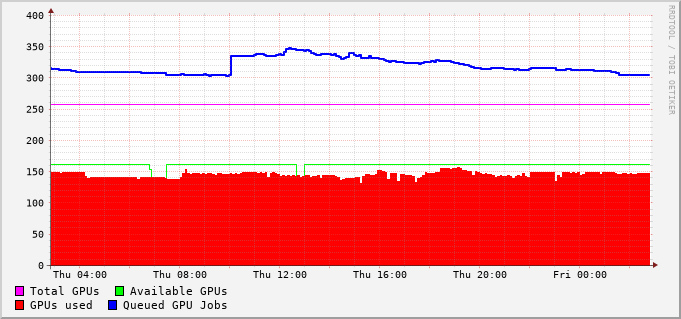 400
350
300
250
200
150
100
50
0
Thu 04:00 Thu 08:00 Thu 12:00 Thu 16:00 Thu 20:00 Fri 00:00
Total GPUs Available GPUs
GPUs used Queued GPU Jobs
RRDTOOL / TOBI OETIKER